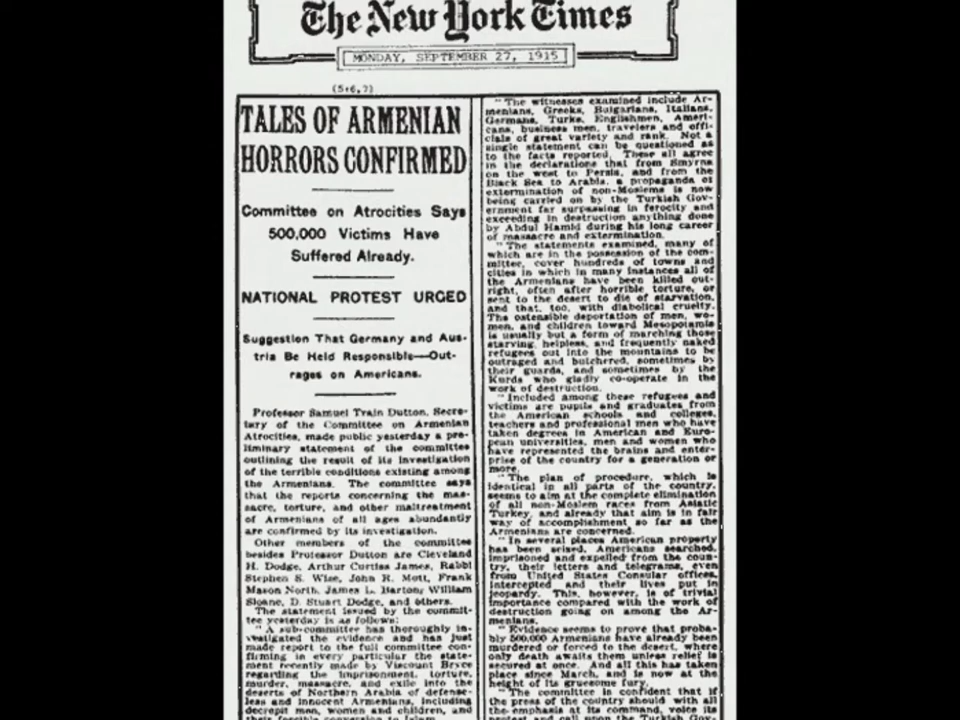 The New York Times
MONDAY, SEPTEMBER 27, 1915
(5+6,7)
TALES OF ARMENIAN
HORRORS CONFIRMED
Committee on Atrocities Says
500,000 Victims Have
Suffered Already.
NATIONAL PROTEST URGED
Suggestion That Germany and Aus-
tria Be Held Responsible—Out-
rages on Americans.
Professor Samuel Train Dutton, Secre-
tary of the Committee on Armenian
Atrocities, made public yesterday a pre-
liminary statement of the committee
outlining the result of its investigation
of the terrible conditions existing among
the Armenians. The committee says
that the reports concerning the mas-
sacre, torture, and other maltreatment
of Armenians of all ages abundantly
are confirmed by its investigation.
Other members of the committee
besides Professor Dutton are Cleveland
H. Dodge, Arthur Curtiss James, Rabbi
Stephen S. Wise, John R. Mott, Frank
Mason North, James L. Barton, William
Sloane, D. Stuart Dodge, and others.
The statement issued by the commit-
tee yesterday is as follows:
"A sub-committee has thoroughly in-
vestigated the evidence and has just
made report to the full committee con-
firming in every particular the state-
ment recently made by Viscount Bryce
regarding the imprisonment, torture,
murder, massacre, and exile into the
deserts of Northern Arabia of defense-
less and innocent Armenians, including
decrepit men, women and children, and
their forcible conversion to Islam.
"The witnesses examined include Ar-
menians, Greeks, Bulgarians, Italians,
Germans, Turks, Englishmen, Ameri-
cans, business men, travelers and offi-
cials of great variety and rank. Not a
single statement can be questioned as
to the facts reported. These all agree
in the declarations that from Smyrna
on the west to Persia, and from the
Black Sea to Arabia, a propaganda of
extermination of non-Moslems is now
being carried on by the Turkish Gov-
ernment far surpassing in ferocity and
exceeding in destruction anything done
by Abdul Hamid during his long career
of massacre and extermination.
"The statements examined, many of
which are in the possession of the com-
mittee, cover hundreds of towns and
cities in which in many instances all of
the Armenians have been killed out-
right, often after horrible torture, or
sent to the desert to die of starvation,
and that, too, with diabolical cruelty.
The ostensible deportation of men, wo-
men, and children toward Mesopotamia
is usually but a form of marching those
starving, helpless, and frequently naked
refugees out into the mountains to be
outraged and butchered, sometimes by
their guards, and sometimes by the
Kurds who gladly co-operate in the
work of destruction.
"Included among these refugees and
victims are pupils and graduates from
the American schools and colleges,
teachers and professional men who have
taken degrees in American and Euro-
pean universities, men and women who
have represented the brains and enter-
prise of the country for a generation or
more.
"The plan of procedure, which is
identical in all parts of the country,
seems to aim at the complete elimination
of all non-Moslem races from Asiatic
Turkey, and already that aim is in fair
way of accomplishment so far as the
Armenians are concerned.
"In several places American property
has been seized, Americans searched,
imprisoned and expelled from the coun-
try, their letters and telegrams, even
from United States Consular offices,
intercepted and their lives put in
jeopardy. This, however, is of trivial
importance compared with the work of
destruction going on among the Ar-
menians.
"Evidence seems to prove that proba-
bly 500,000 Armenians have already been
murdered or forced to the desert, where
only death awaits them unless relief is
secured at once. And all this has taken
place since March, and is now at the
height of its gruesome fury.
"The committee is confident that if
the press of the country should with all
the emphasis at its command, voice its
protest and call upon the Turkish Gov-